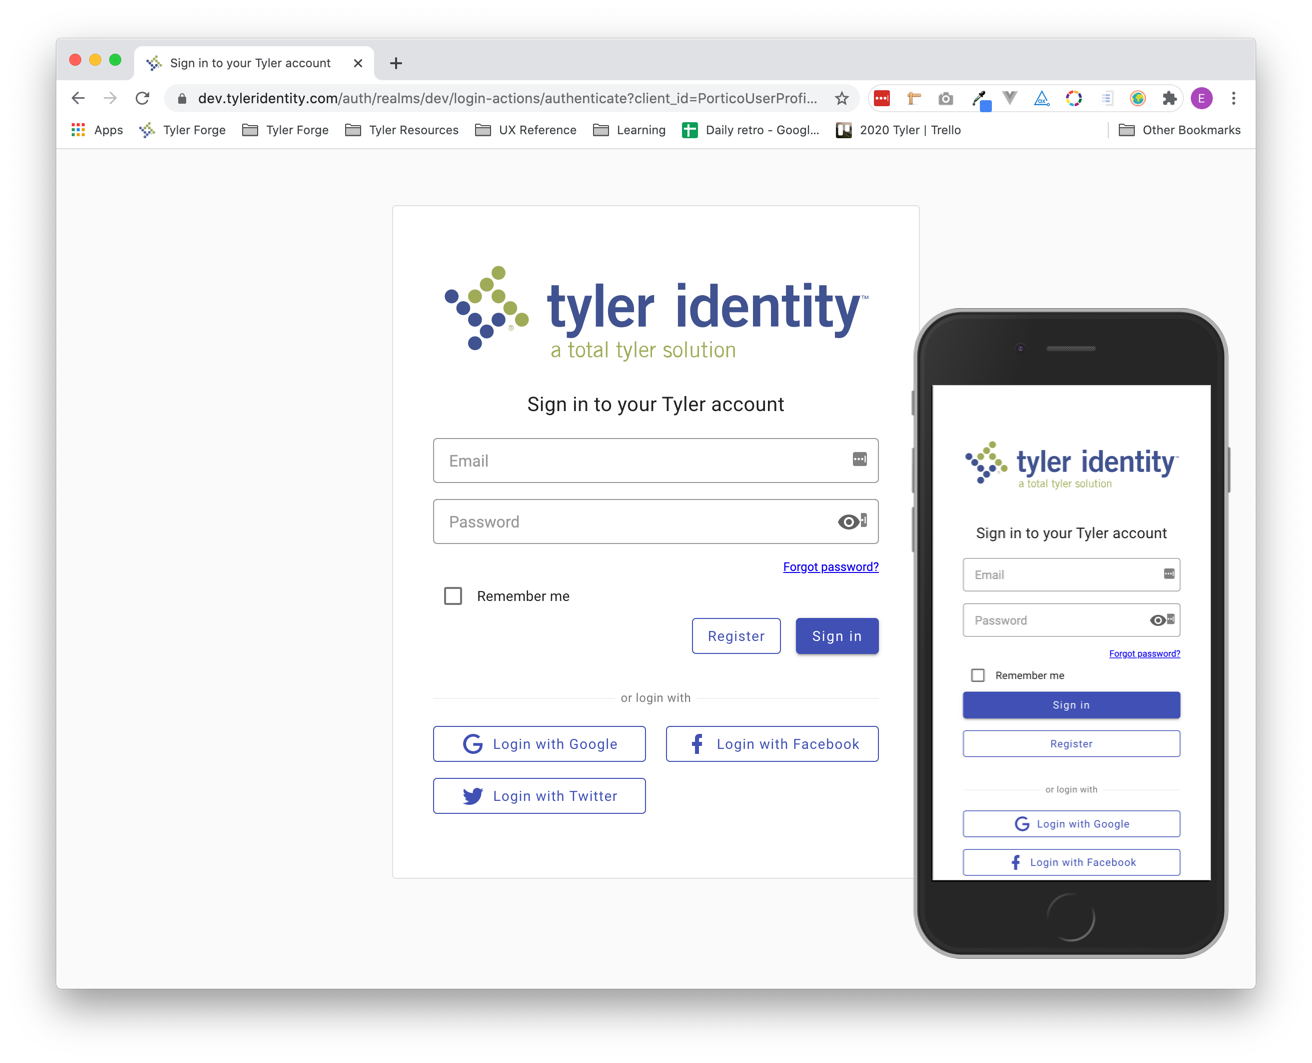 Sign in to your Tyler account
dev.tyleridentity.com/auth/realms/dev/login-actions/authenticate?client_id=PorticoUserProfi...
E
Apps
Tyler Forge
Tyler Forge
Tyler Resources
UX Reference
Learning
Daily retro - Googl...
2020 Tyler | Trello
Other Bookmarks
tyler identity™
®
a total tyler solution
Sign in to your Tyler account
Email
Password
Forgot password?
Remember me
Register
Sign in
or login with
Login with Google
Login with Facebook
Login with Twitter
tyler identity™
a total tyler solution
Sign in to your Tyler account
Email
Password
Forgot password?
Remember me
Sign in
Register
or login with
Login with Google
Login with Facebook